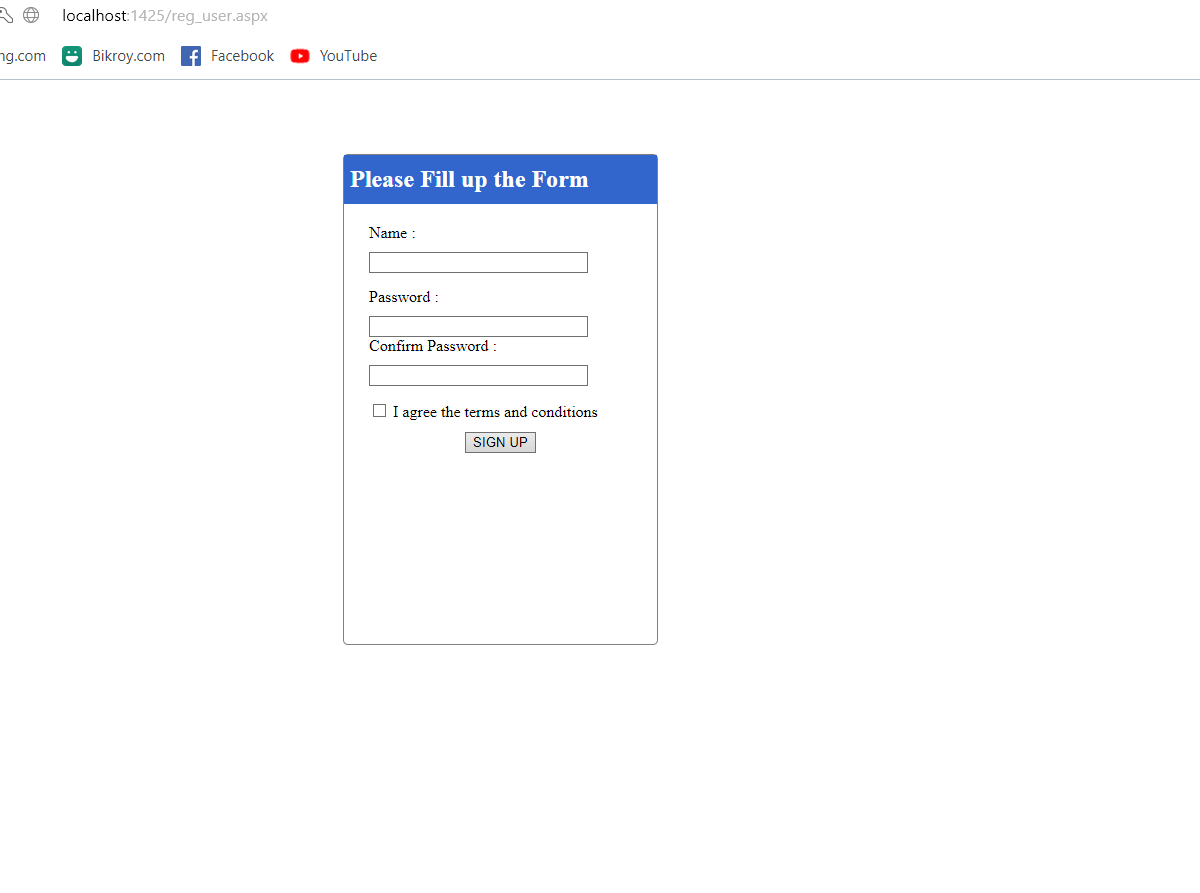 localhost:1425/reg_user.aspx
ng.com Bikroy.com Facebook YouTube
Please Fill up the Form
Name :
Password :
Confirm Password :
I agree the terms and conditions
SIGN UP